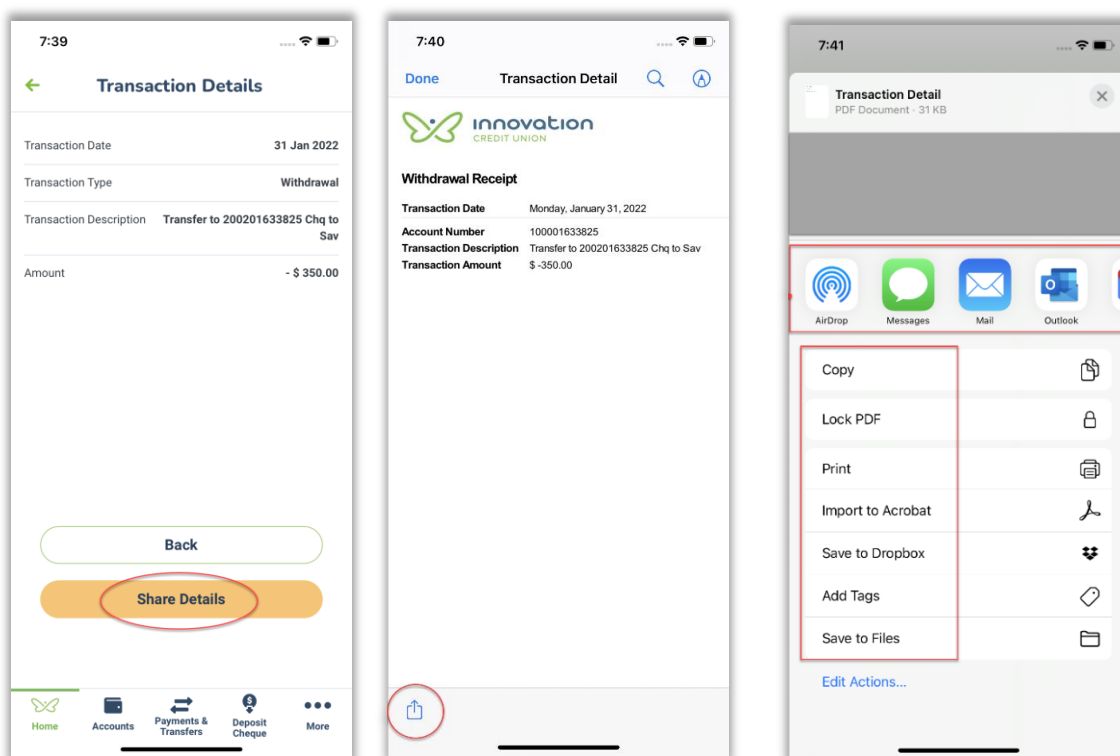 7:39
Transaction Details
Transaction Date 31 Jan 2022
Transaction Type Withdrawal
Transaction Description Transfer to 200201633825 Chq to
Sav
Amount - $ 350.00
Back
Share Details
Home Accounts Payments & Transfers Deposit Cheque More
7:40
Done Transaction Detail
innovation
CREDIT UNION
Withdrawal Receipt
Transaction Date Monday, January 31, 2022
Account Number 100001633825
Transaction Description Transfer to 200201633825 Chq to Sav
Transaction Amount $ -350.00
7:41
Transaction Detail
PDF Document · 31 KB
AirDrop Messages Mail Outlook
Copy
Lock PDF
Print
Import to Acrobat
Save to Dropbox
Add Tags
Save to Files
Edit Actions...